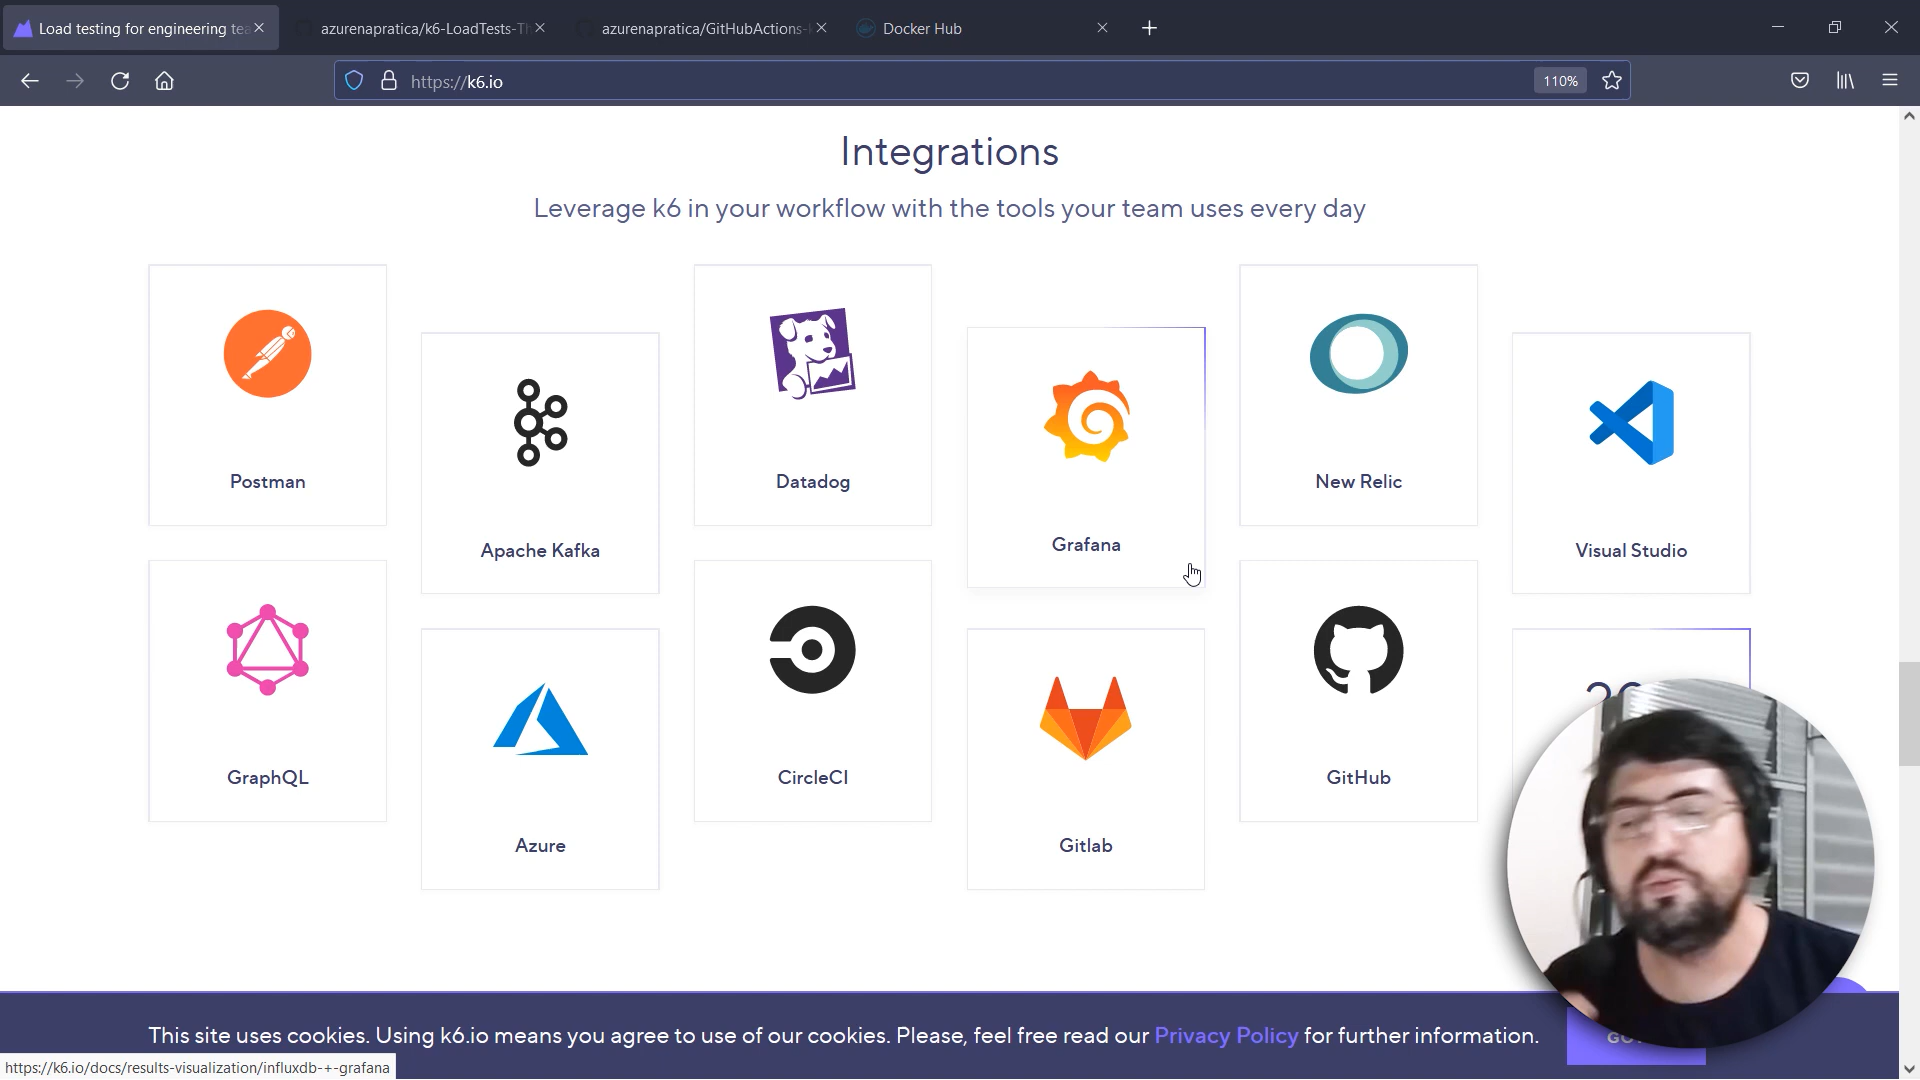 Load testing for engineering tea
azurenapratica/k6-LoadTests-Th
azurenapratica/GitHubActions-
Docker Hub
https://k6.io
110%
Integrations
Leverage k6 in your workflow with the tools your team uses every day
Postman
Apache Kafka
Datadog
Grafana
New Relic
Visual Studio
GraphQL
Azure
CircleCI
Gitlab
GitHub
This site uses cookies. Using k6.io means you agree to use of our cookies. Please, feel free read our Privacy Policy for further information.
https://k6.io/docs/results-visualization/influxdb-+-grafana